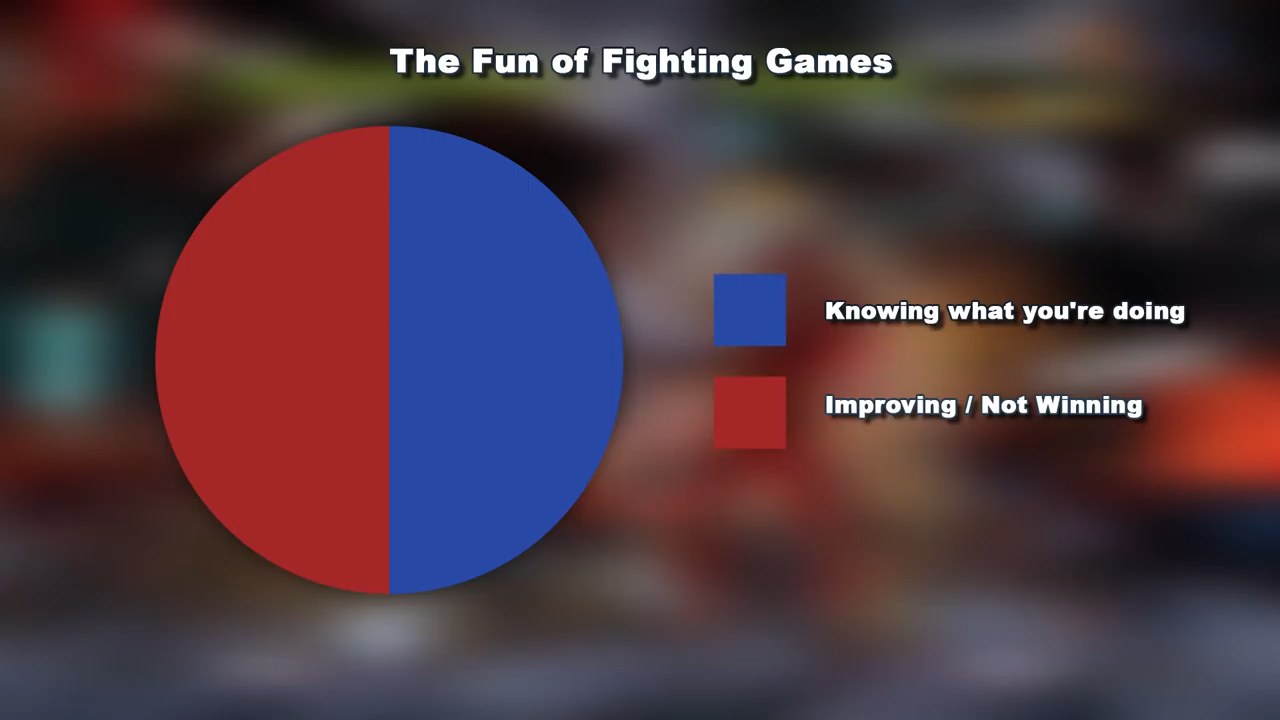 The Fun of Fighting Games
Knowing what you're doing
Improving / Not Winning